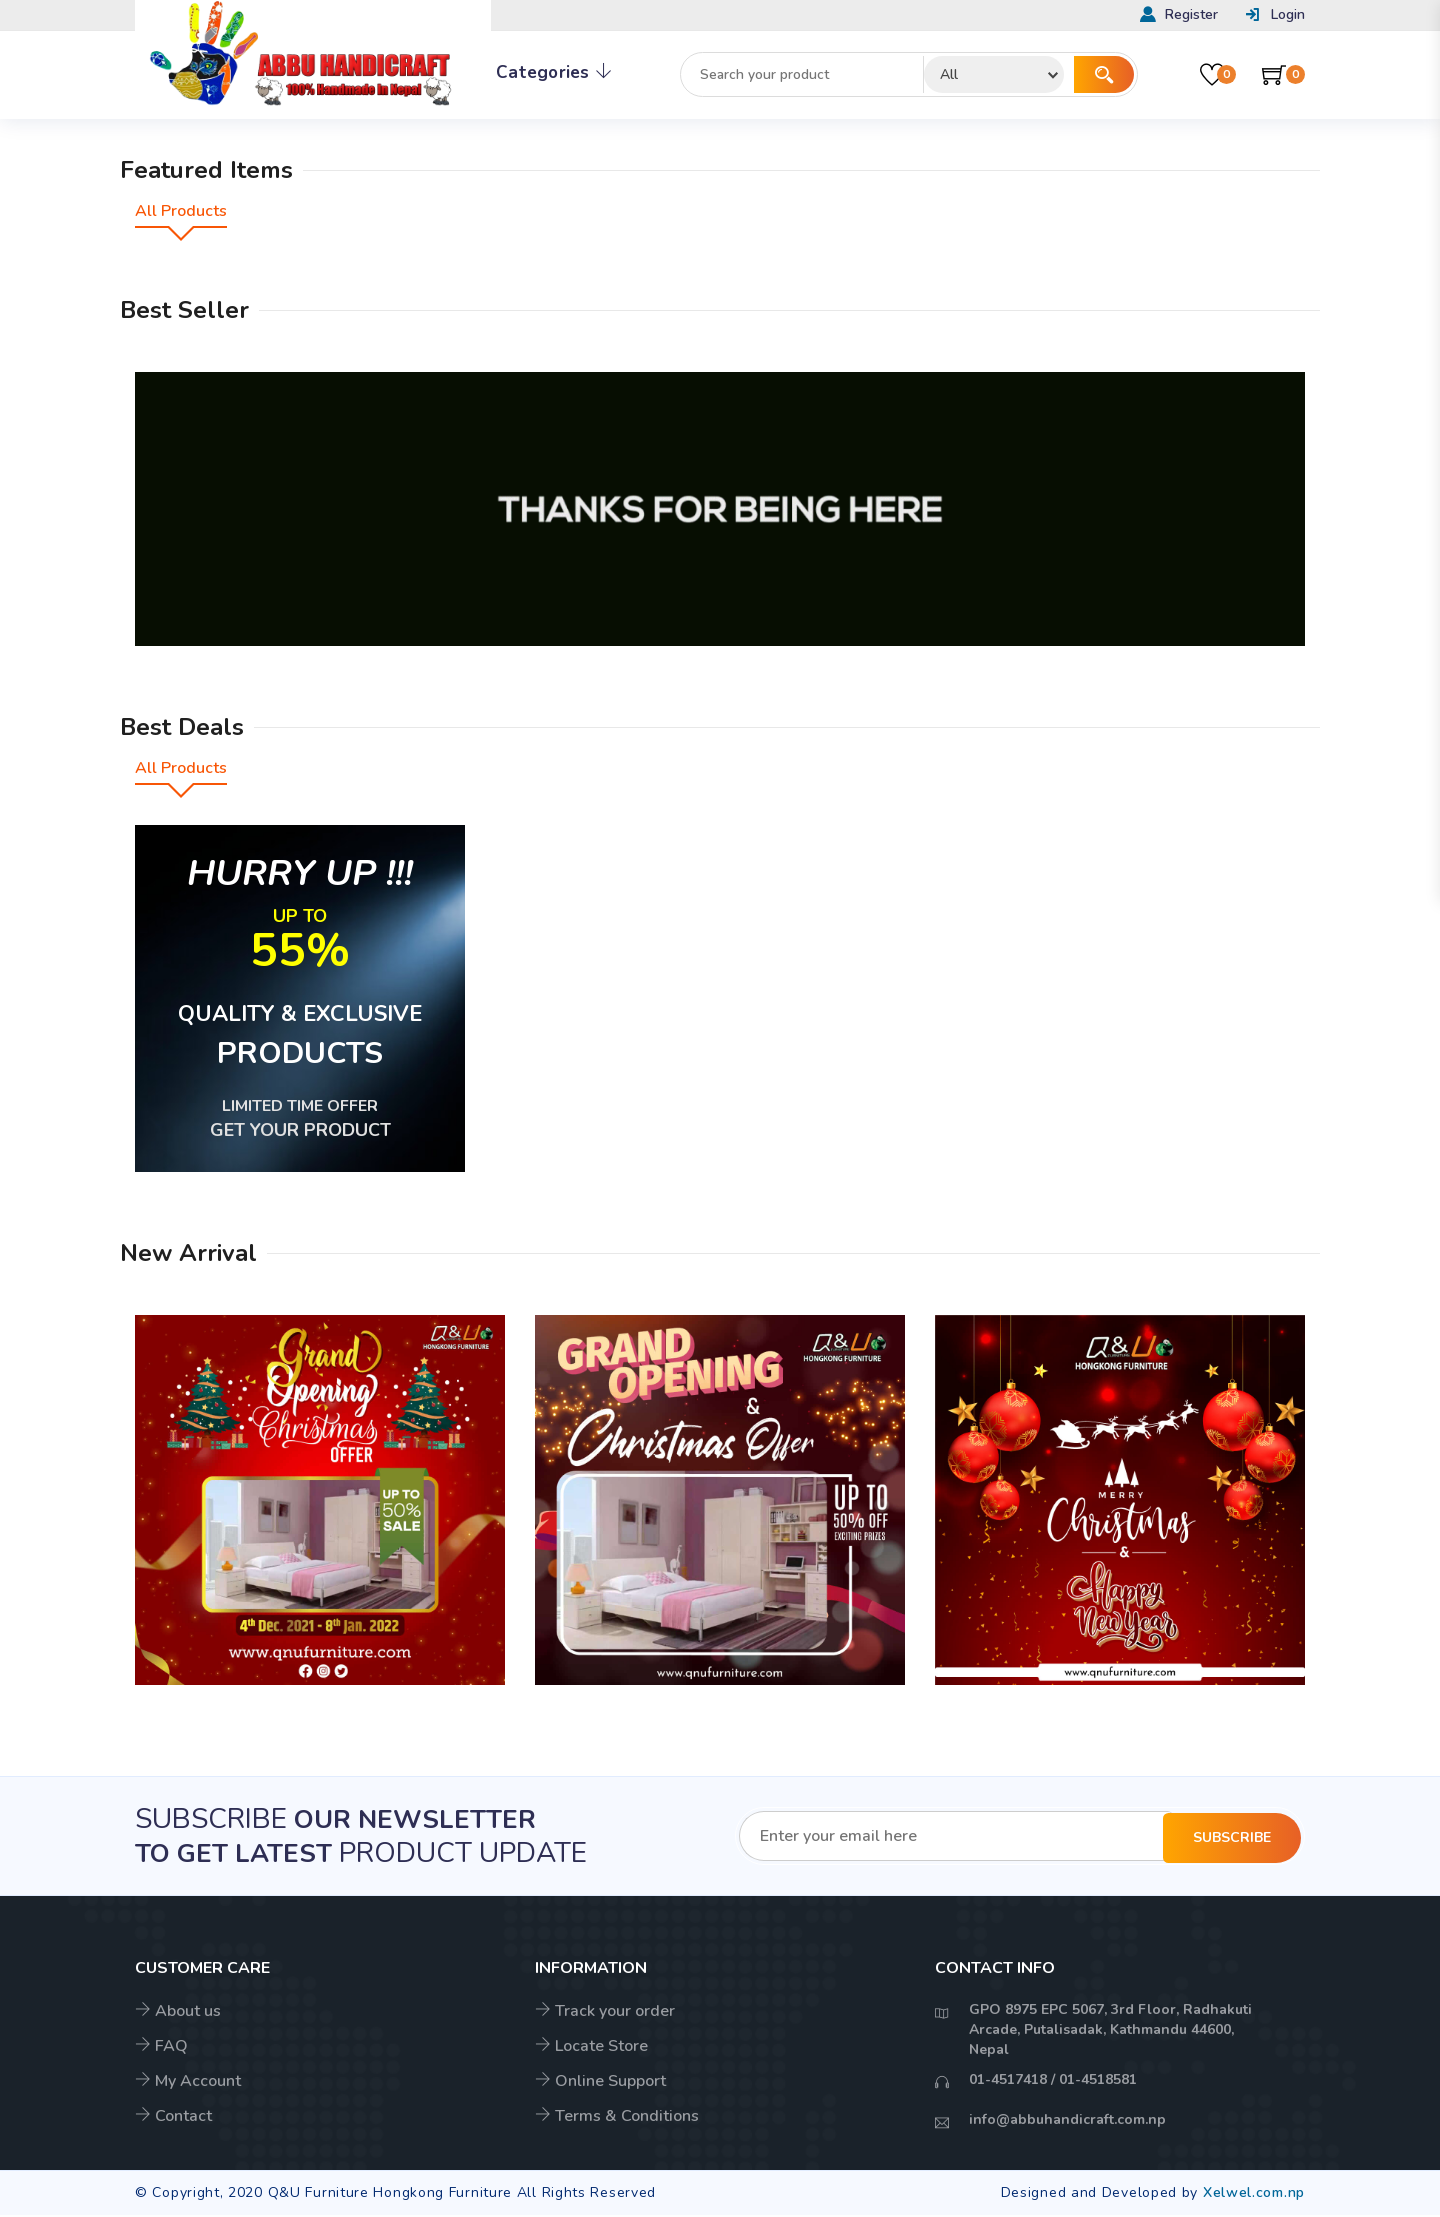 Register
Login
ABBU HANDICRAFT
100% Handmade In Nepal
Categories
Search your product
All
0
0
Featured Items
All Products
Best Seller
THANKS FOR BEING HERE
Best Deals
All Products
HURRY UP !!!
UP TO
55%
QUALITY & EXCLUSIVE
PRODUCTS
LIMITED TIME OFFER
GET YOUR PRODUCT
New Arrival
Q&U
HONGKONG FURNITURE
Grand
Opening
Christmas
OFFER
UP TO
50%
SALE
4th Dec. 2021 - 8th Jan. 2022
www.qnufurniture.com
Q&U
HONGKONG FURNITURE
GRAND
OPENING
&
Christmas Offer
UP TO
50% OFF
EXCITING PRIZES
www.qnufurniture.com
Q&U
HONGKONG FURNITURE
MERRY
Christmas
&
Happy
New Year
www.qnufurniture.com
SUBSCRIBE OUR NEWSLETTER
TO GET LATEST PRODUCT UPDATE
Enter your email here
SUBSCRIBE
CUSTOMER CARE
About us
FAQ
My Account
Contact
INFORMATION
Track your order
Locate Store
Online Support
Terms & Conditions
CONTACT INFO
GPO 8975 EPC 5067, 3rd Floor, Radhakuti
Arcade, Putalisadak, Kathmandu 44600,
Nepal
01-4517418 / 01-4518581
info@abbuhandicraft.com.np
© Copyright, 2020 Q&U Furniture Hongkong Furniture All Rights Reserved
Designed and Developed by Xelwel.com.np